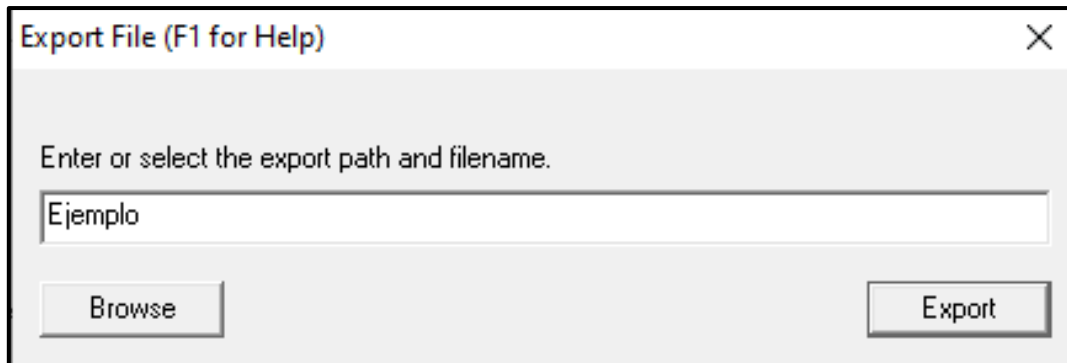 Export File (F1 for Help)
Enter or select the export path and filename.
Ejemplo
Browse Export